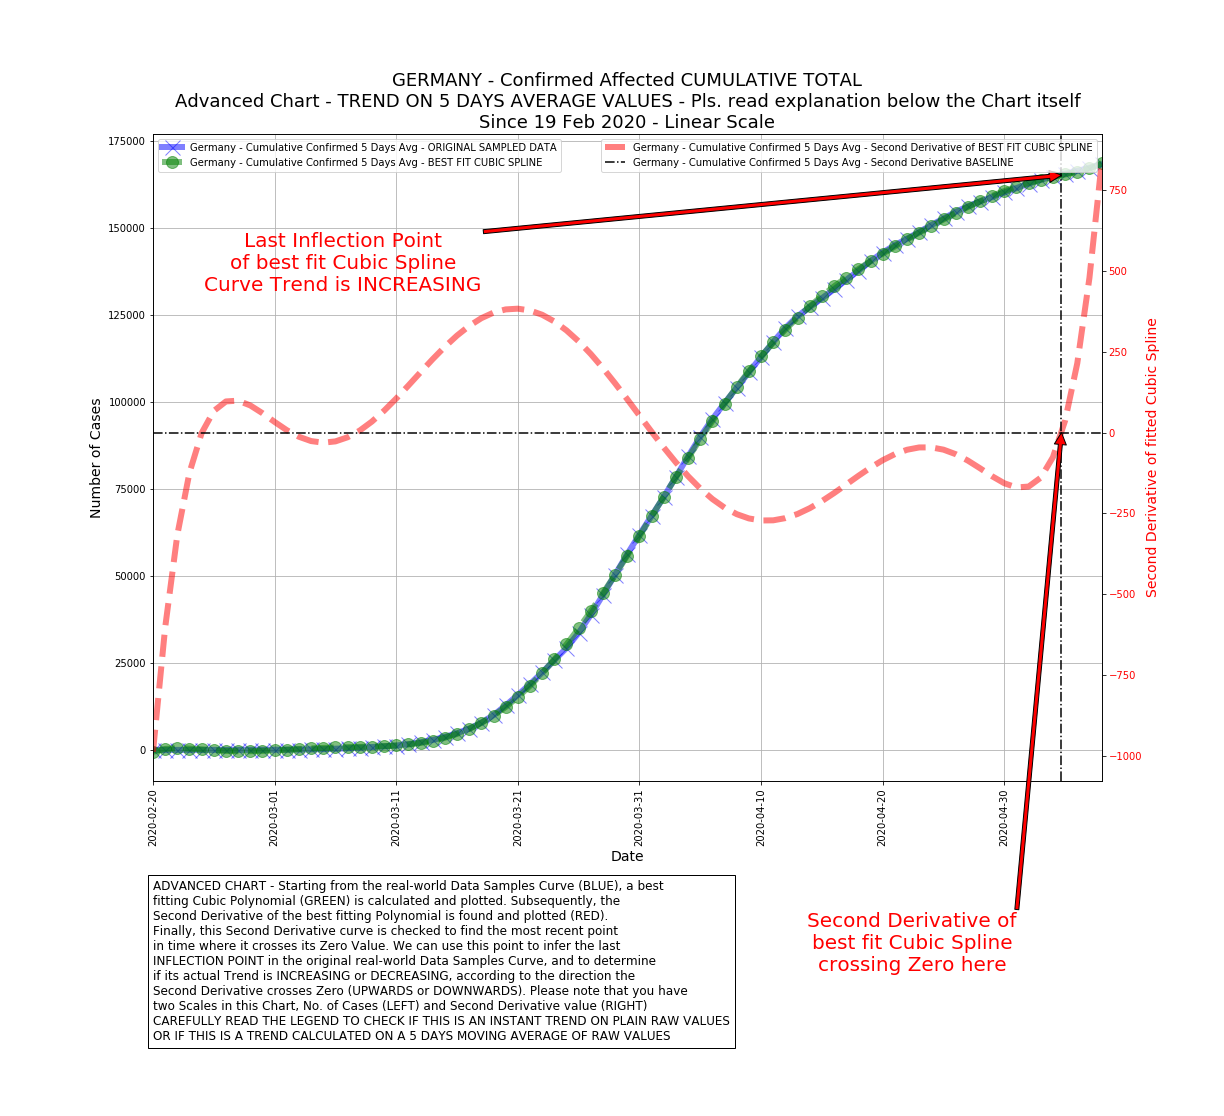 GERMANY - Confirmed Affected CUMULATIVE TOTAL
Advanced Chart - TREND ON 5 DAYS AVERAGE VALUES - Pls. read explanation below the Chart itself
Since 19 Feb 2020 - Linear Scale
Germany - Cumulative Confirmed 5 Days Avg - ORIGINAL SAMPLED DATA
Germany - Cumulative Confirmed 5 Days Avg - BEST FIT CUBIC SPLINE
Germany - Cumulative Confirmed 5 Days Avg - Second Derivative of BEST FIT CUBIC SPLINE
Germany - Cumulative Confirmed 5 Days Avg - Second Derivative BASELINE
Last Inflection Point
of best fit Cubic Spline
Curve Trend is INCREASING
Number of Cases
175000
150000
125000
100000
75000
50000
25000
0
750
500
250
0
−250
−500
−750
−1000
Second Derivative of fitted Cubic Spline
2020-02-20
2020-03-01
2020-03-11
2020-03-21
2020-03-31
2020-04-10
2020-04-20
2020-04-30
Date
ADVANCED CHART - Starting from the real-world Data Samples Curve (BLUE), a best
fitting Cubic Polynomial (GREEN) is calculated and plotted. Subsequently, the
Second Derivative of the best fitting Polynomial is found and plotted (RED).
Finally, this Second Derivative curve is checked to find the most recent point
in time where it crosses its Zero Value. We can use this point to infer the last
INFLECTION POINT in the original real-world Data Samples Curve, and to determine
if its actual Trend is INCREASING or DECREASING, according to the direction the
Second Derivative crosses Zero (UPWARDS or DOWNWARDS). Please note that you have
two Scales in this Chart, No. of Cases (LEFT) and Second Derivative value (RIGHT)
CAREFULLY READ THE LEGEND TO CHECK IF THIS IS AN INSTANT TREND ON PLAIN RAW VALUES
OR IF THIS IS A TREND CALCULATED ON A 5 DAYS MOVING AVERAGE OF RAW VALUES
Second Derivative of
best fit Cubic Spline
crossing Zero here